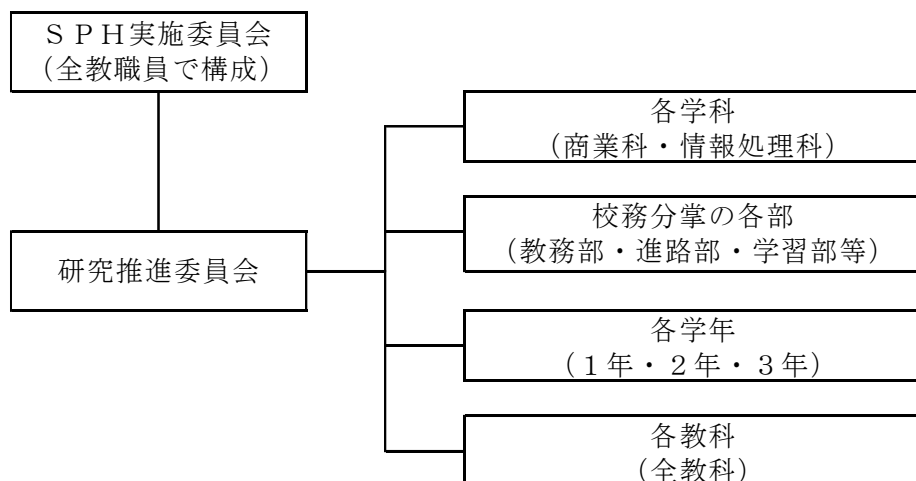 ＳＰＨ実施委員会
（全教職員で構成）
各学科
（商業科・情報処理科）
校務分掌の各部
（教務部・進路部・学習部等）
研究推進委員会
各学年
（１年・２年・３年）
各教科
（全教科）